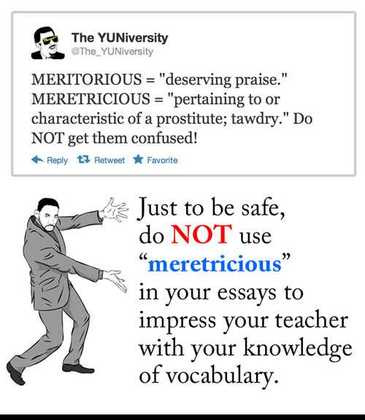 The YUNiversity
@The_YUNiversity
MERITORIOUS = "deserving praise."
MERETRICIOUS = "pertaining to or
characteristic of a prostitute; tawdry." Do
NOT get them confused!
Reply Retweet Favorite
Just to be safe,
do NOT use
“meretricious”
in your essays to
impress your teacher
with your knowledge
of vocabulary.